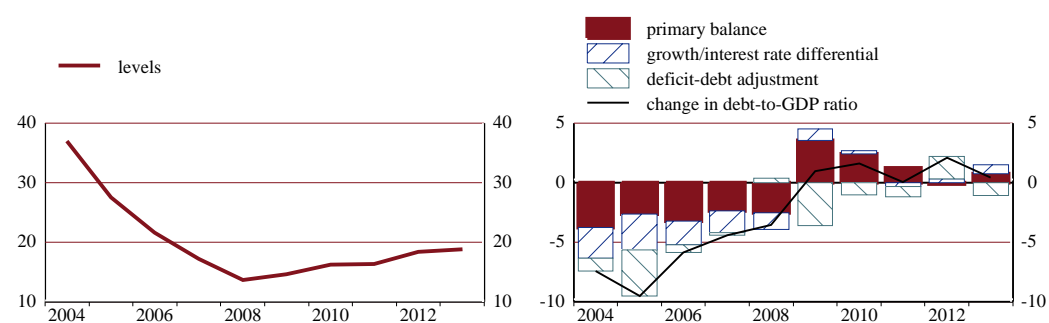 levels
40 40
30 30
20 20
10 10
2004 2006 2008 2010 2012
primary balance
growth/interest rate differential
deficit-debt adjustment
change in debt-to-GDP ratio
5 5
0 0
-5 -5
-10 -10
2004 2006 2008 2010 2012